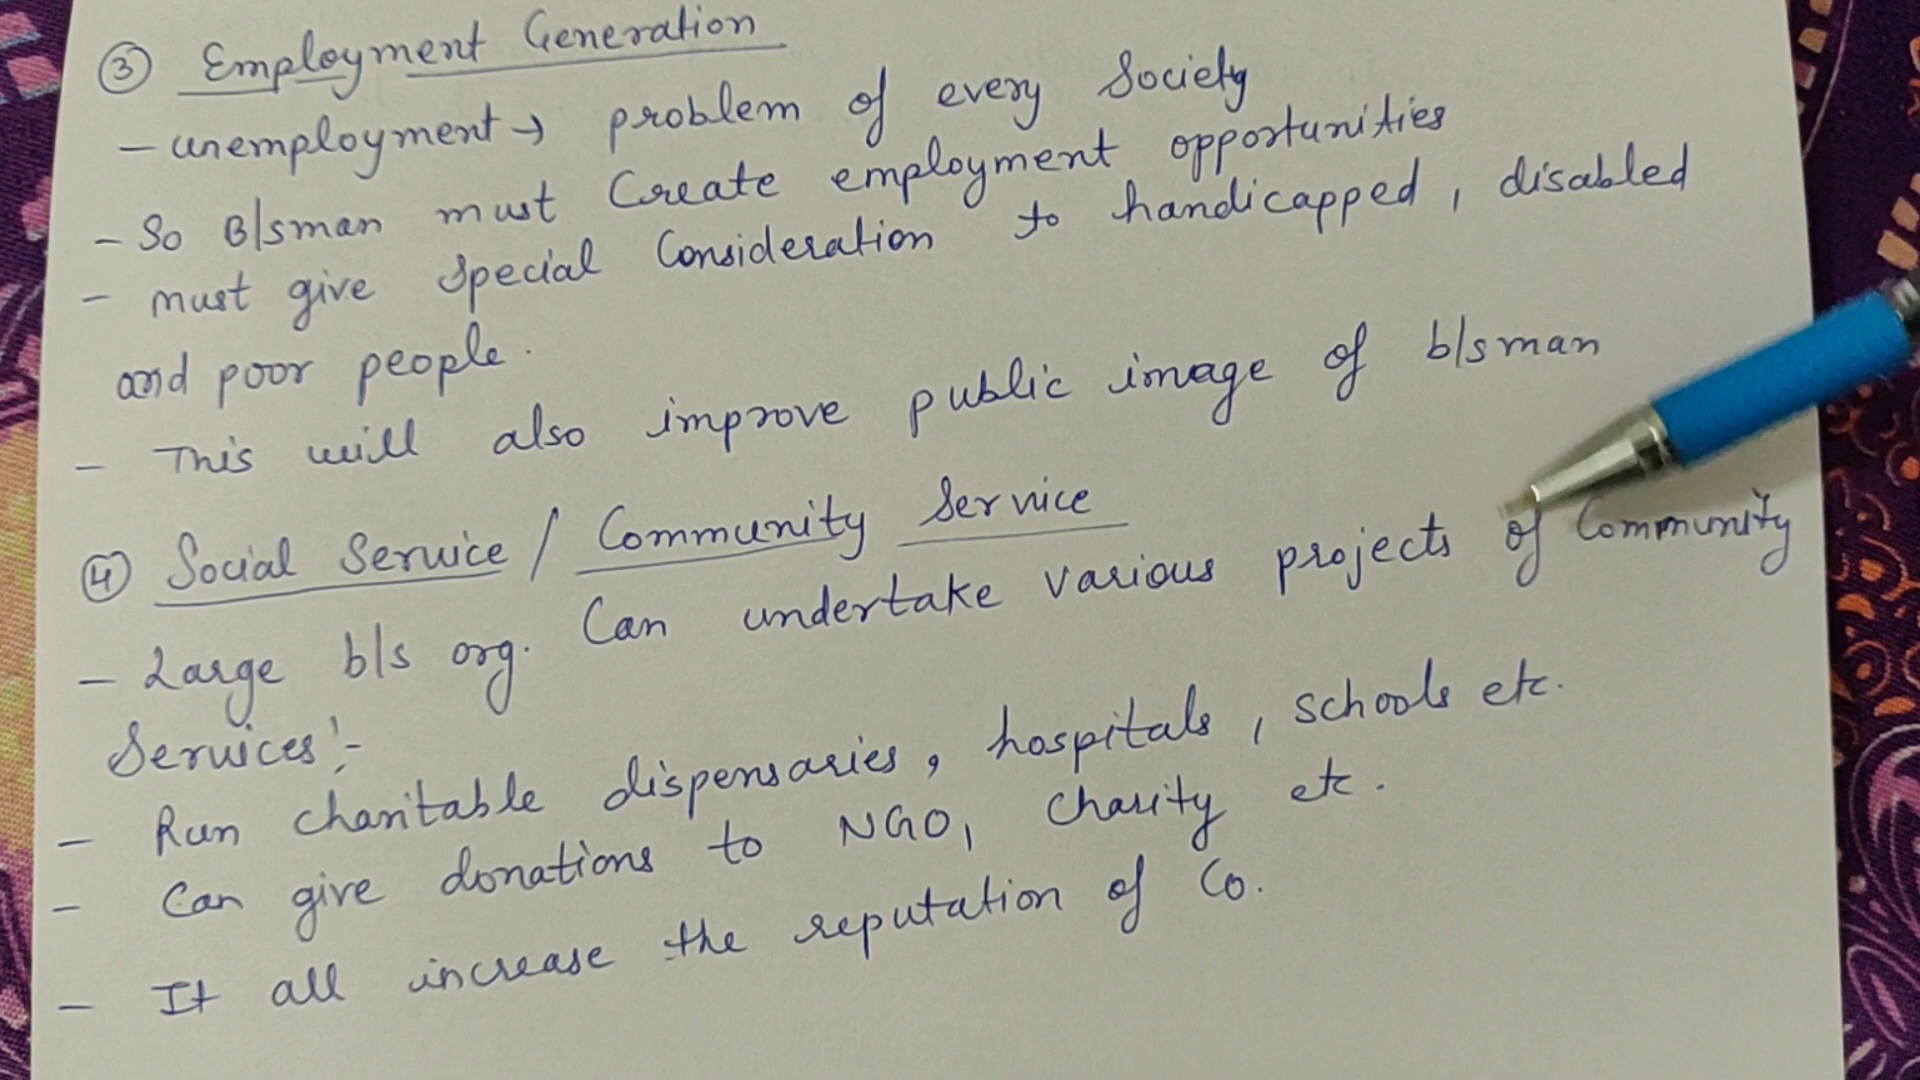 ③ Employment Generation
- unemployment → problem of every Society
- So B/sman must Create employment opportunities
- must give Special Consideration to handicapped, disabled
and poor people.
- This will also improve public image of b/sman
④ Social Service / Community Service
- Large b/s org. Can undertake various projects of Community
Services:-
- Run charitable dispensaries, hospitals, schools etc.
- Can give donations to NGO, Charity etc.
- It all increase the reputation of Co.